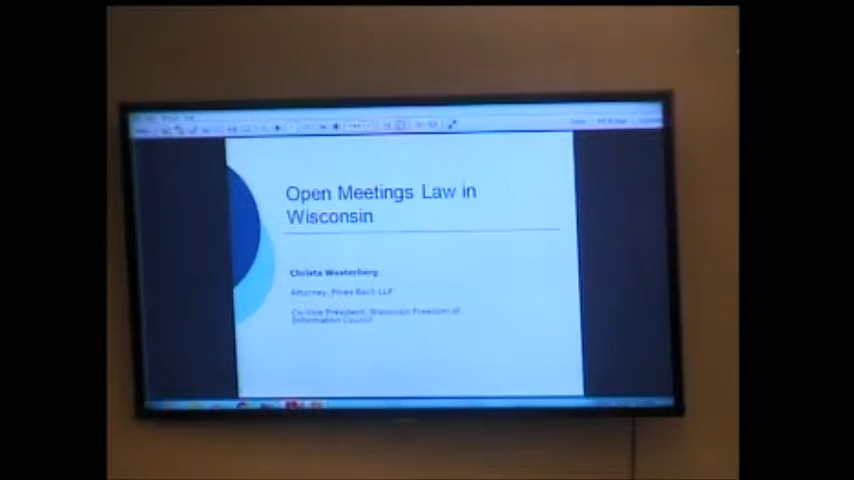 Open Meetings Law in
Wisconsin
Christa Westerberg
Attorney, Pines Bach LLP
Co-Vice President, Wisconsin Freedom of
Information Council